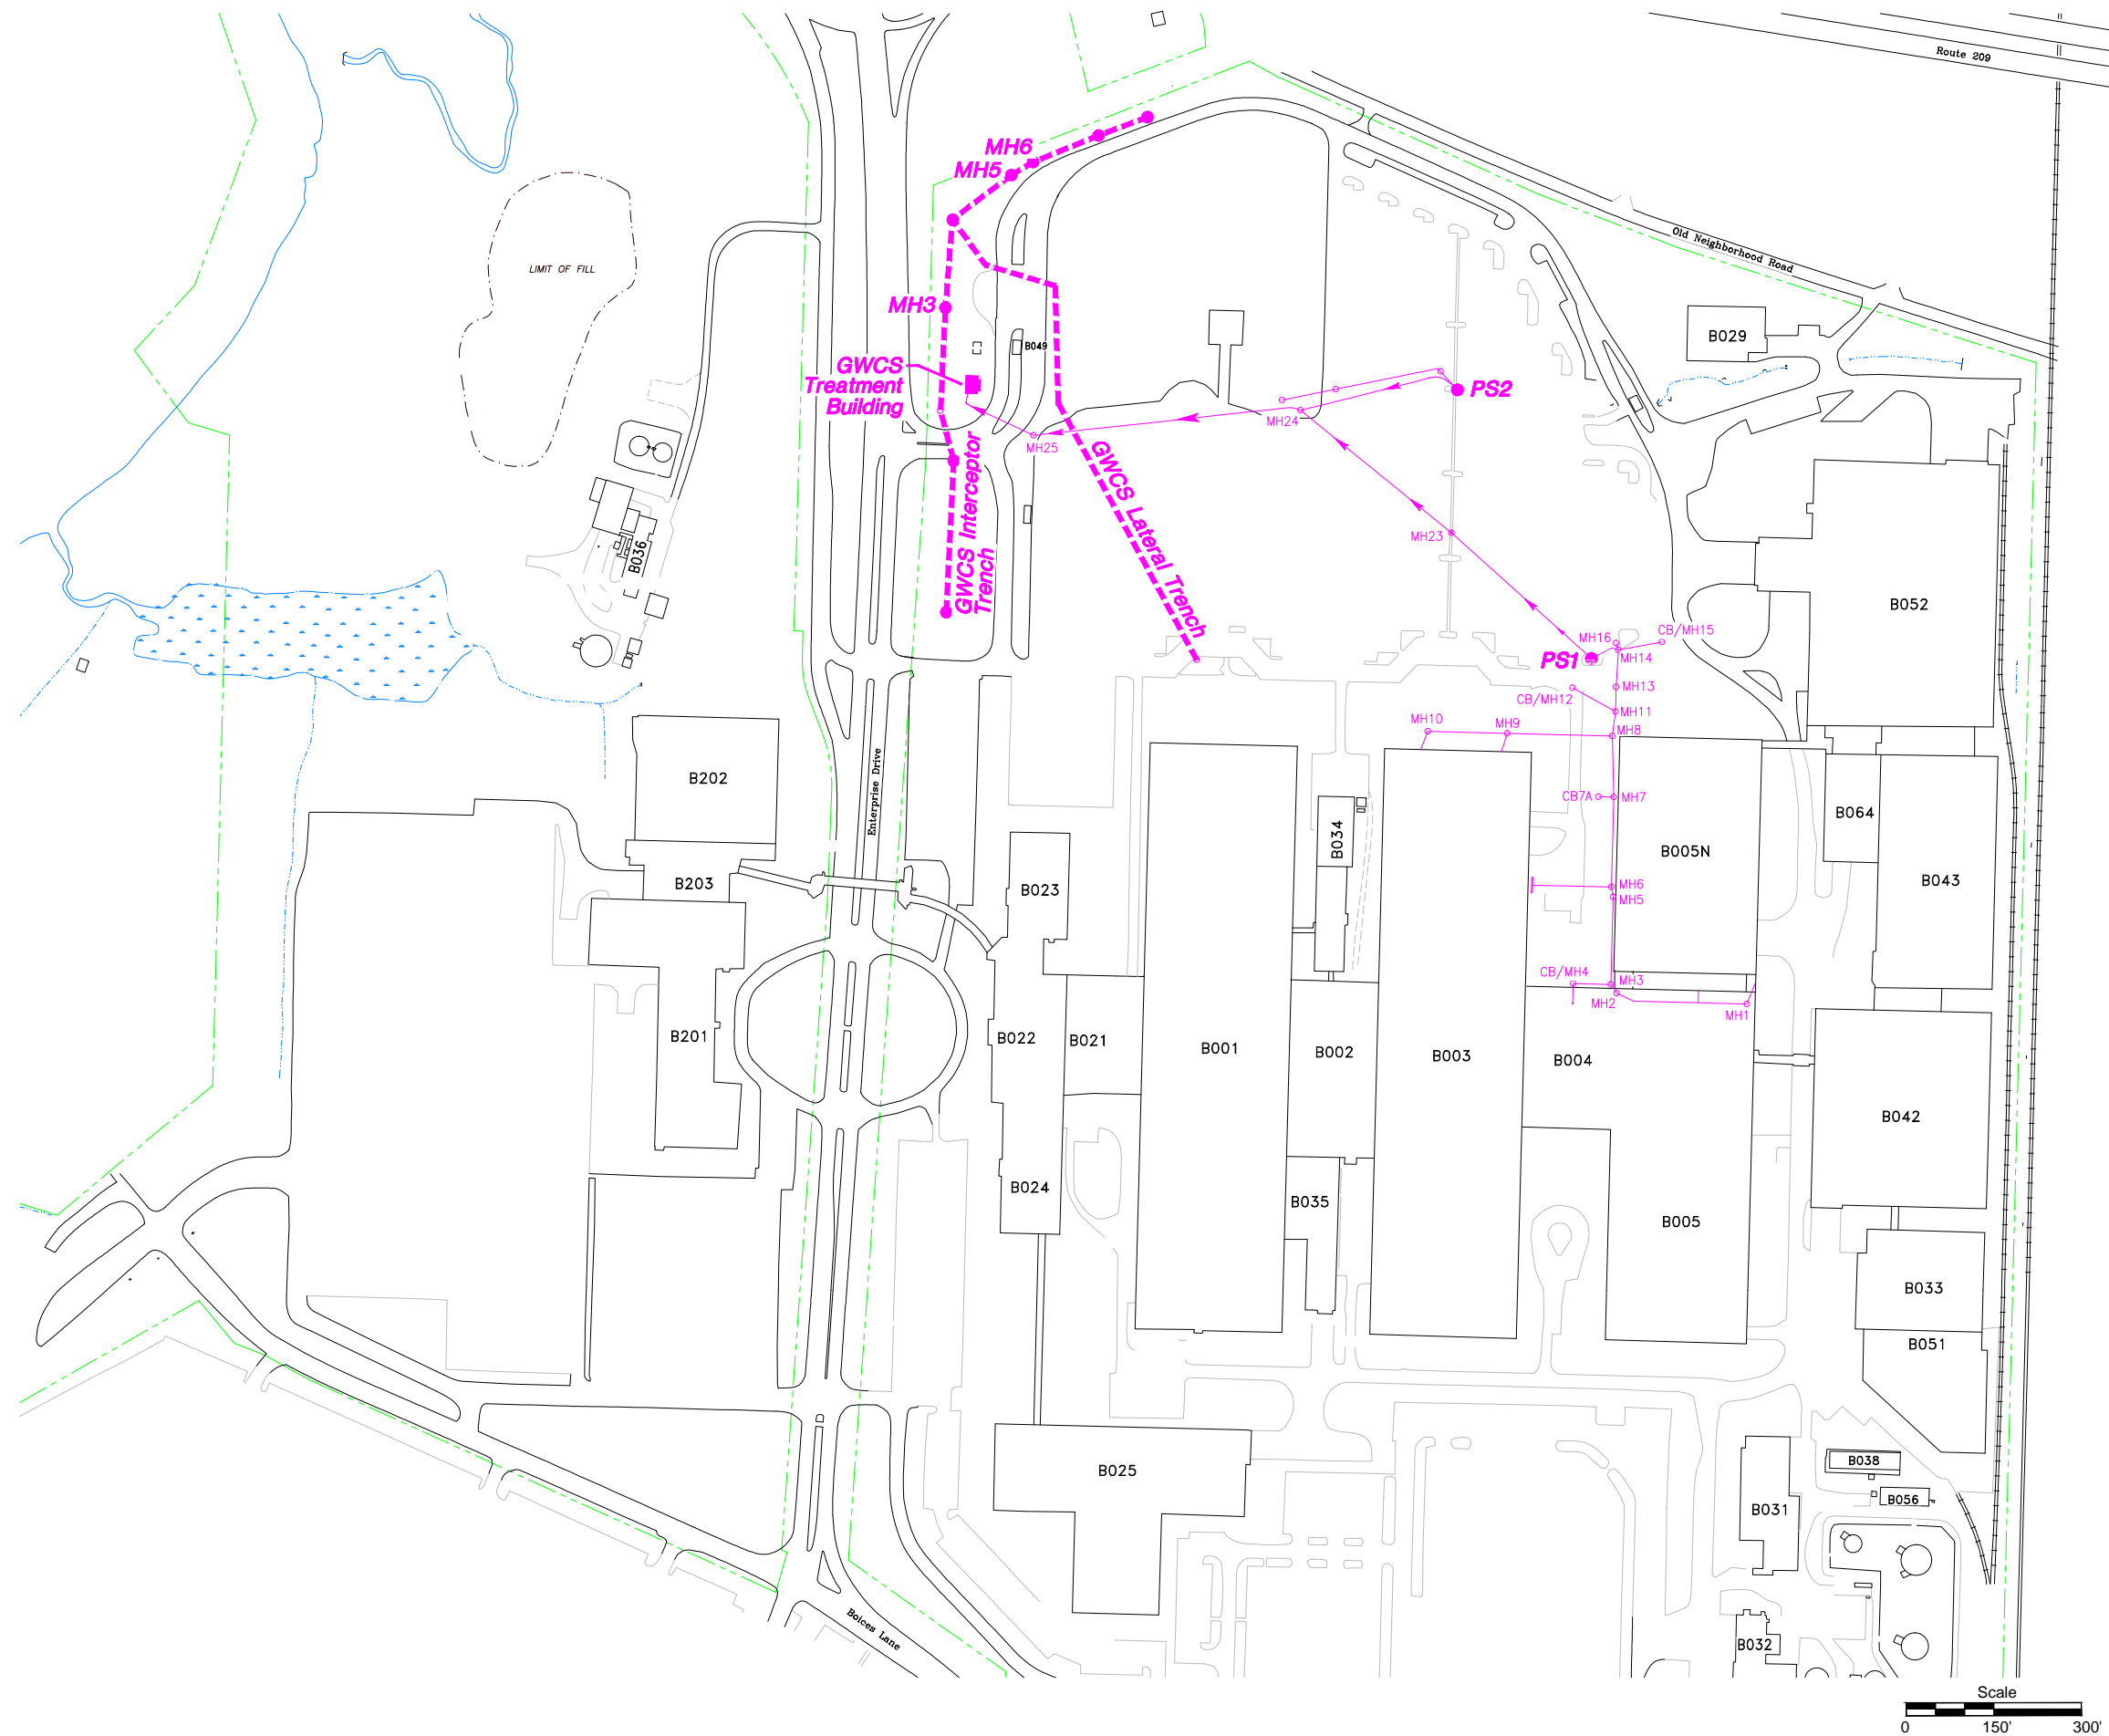 Route 209
MH6
MH5
LIMIT OF FILL
Old Neighborhood Road
MH3
B029
B049
GWCS
Treatment
Building
PS2
MH24
MH25
GWCS Interceptor
Trench
GWCS Lateral Trench
MH23
B036
B052
MH16
CB/MH15
PS1
MH14
MH13
CB/MH12
MH11
MH10
MH9
MH8
B202
Enterprise Drive
CB7A
MH7
B034
B064
B005N
B203
B023
MH6
MH5
B043
CB/MH4
MH3
MH2
MH1
B201
B022
B021
B001
B002
B003
B004
B042
B024
B035
B005
B033
B051
B025
B038
B031
B056
Boices Lane
B032
Scale
0 150' 300'